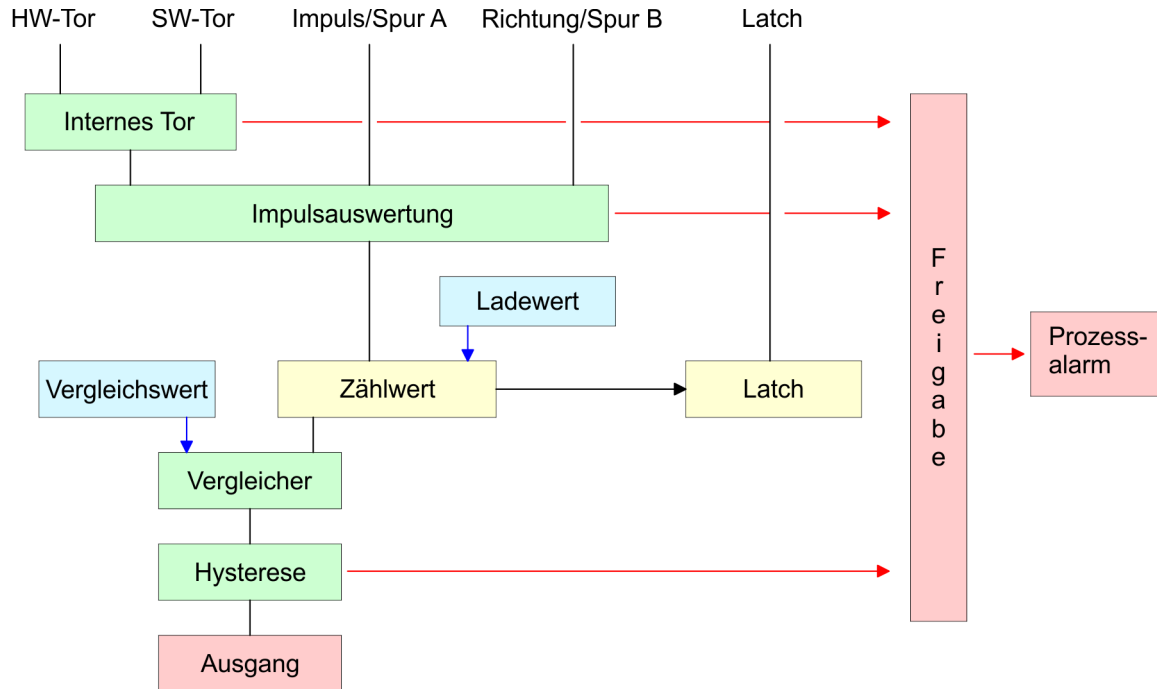 HW-Tor
SW-Tor
Impuls/Spur A
Richtung/Spur B
Latch
Internes Tor
Impulsauswertung
Ladewert
Vergleichswert
Zählwert
Latch
Vergleicher
Hysterese
Ausgang
Freigabe
Prozess-
alarm